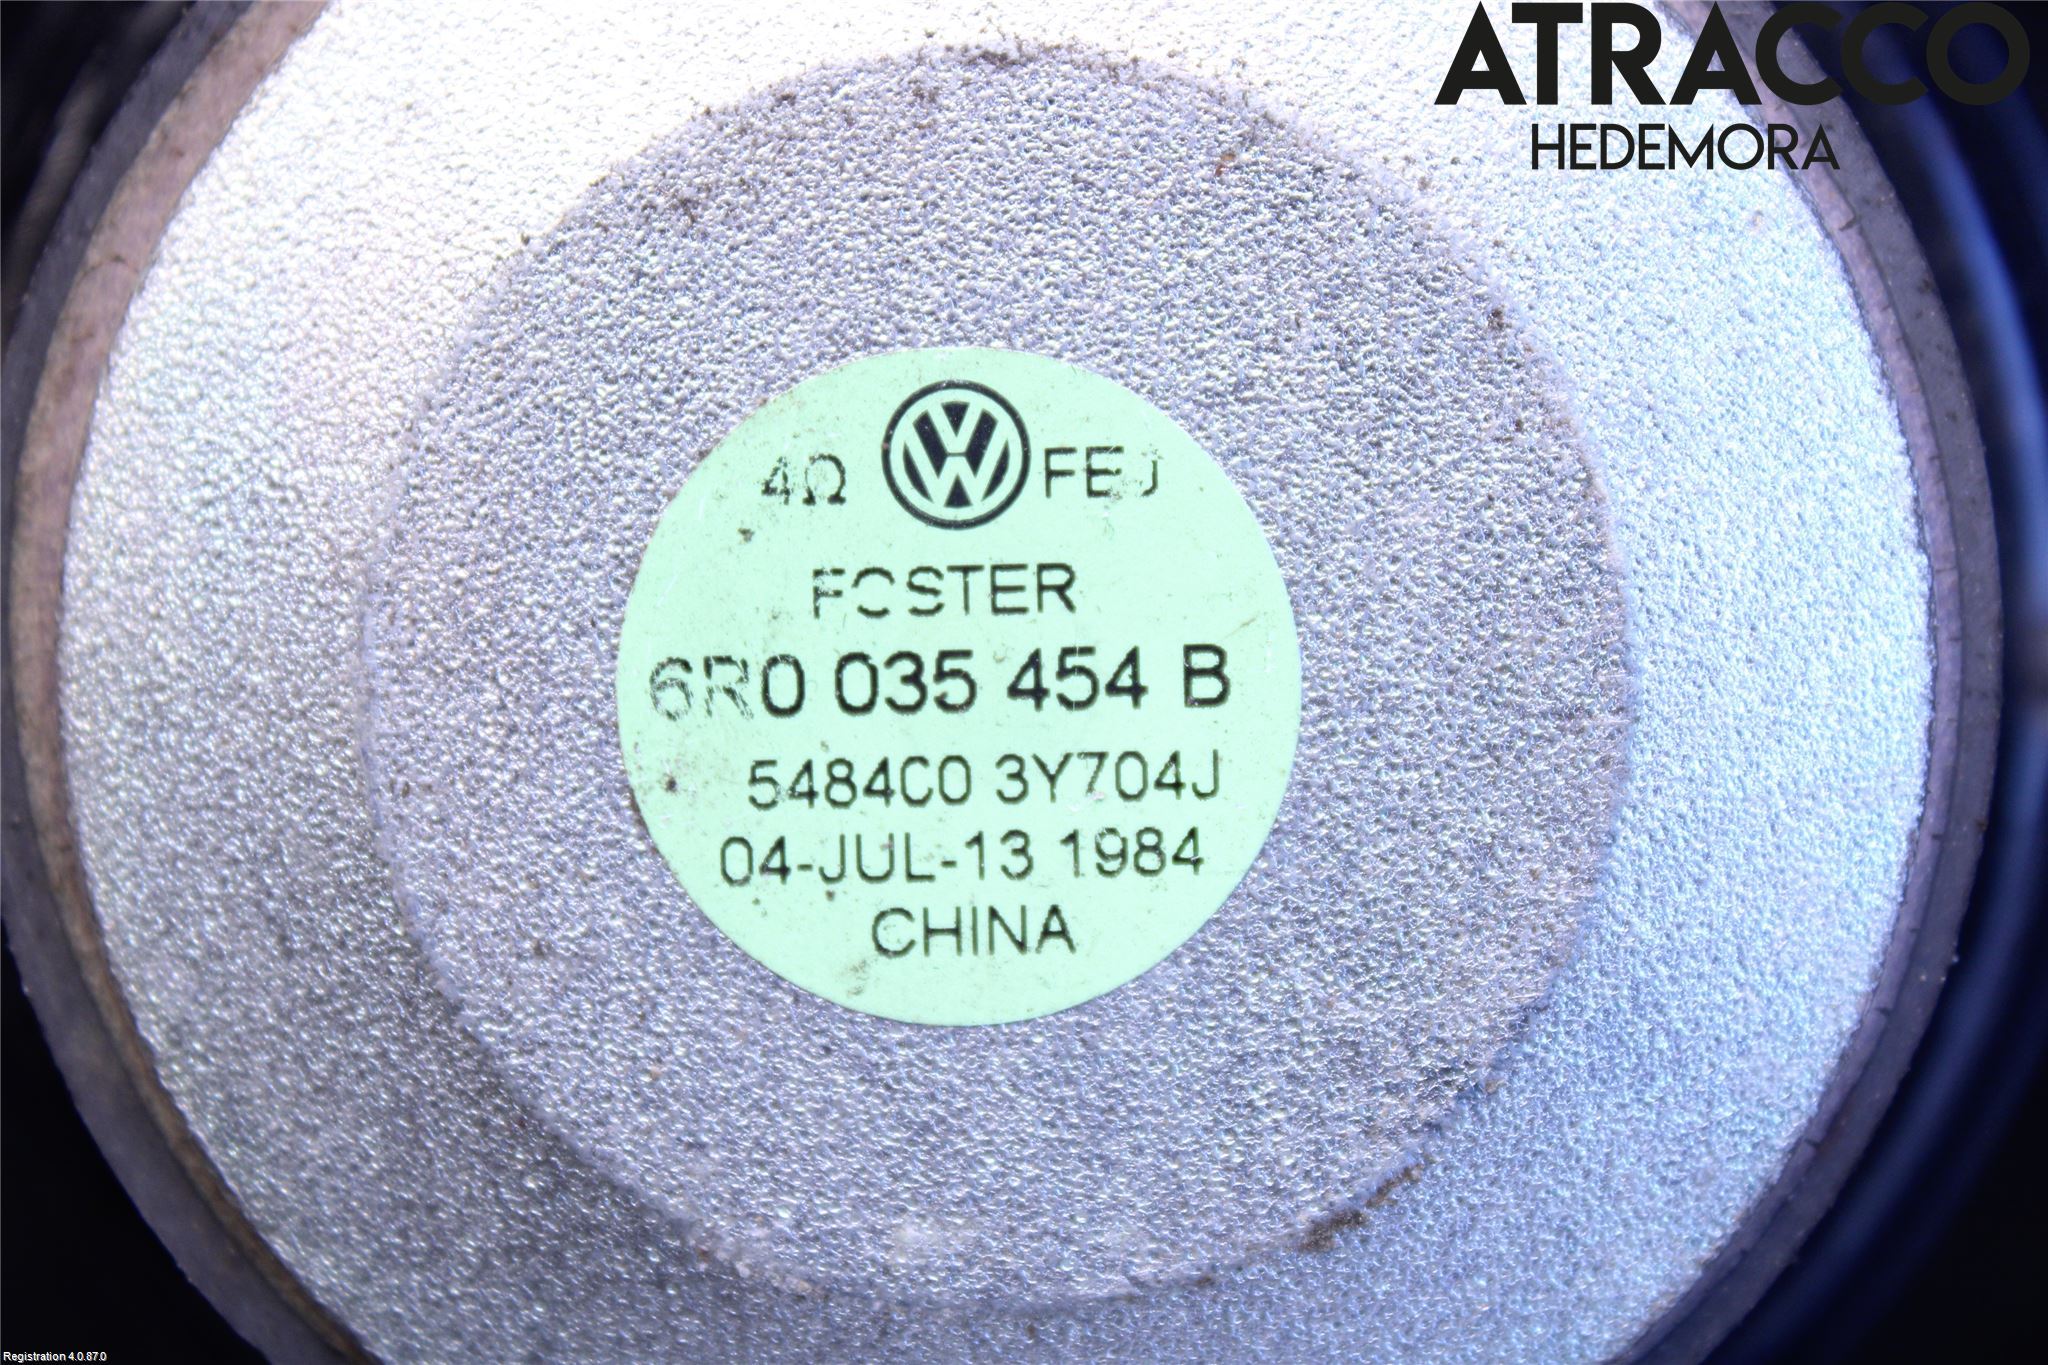 ATRACCO
HEDEMORA
4Ω VW FEJ
FOSTER
6R0 035 454 B
5484C0 3Y704J
04-JUL-13 1984
CHINA
Registration 4.0.87.0